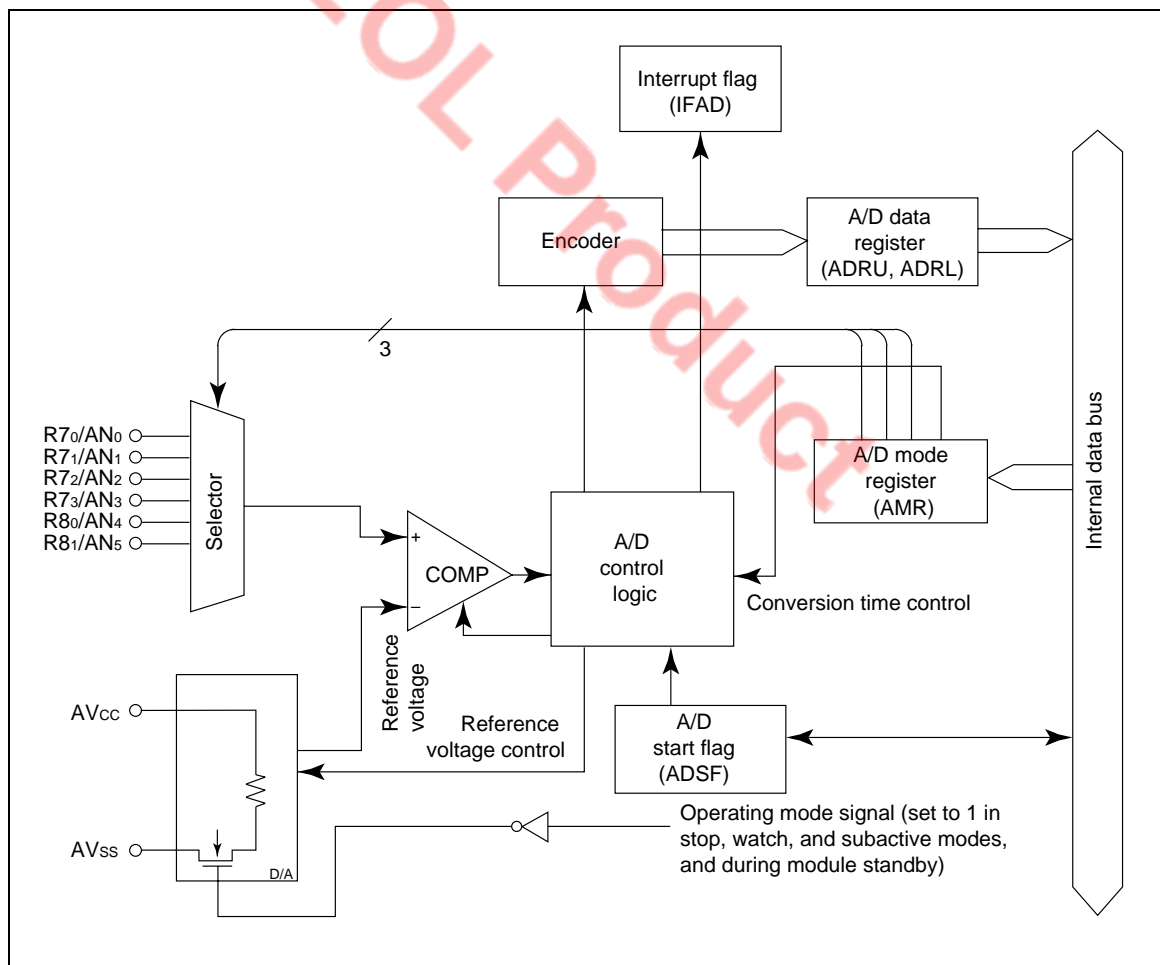 EOL Product
Interrupt flag
(IFAD)
Encoder
A/D data
register
(ADRU, ADRL)
3
R70/AN0
R71/AN1
R72/AN2
R73/AN3
R80/AN4
R81/AN5
Selector
A/D mode
register
(AMR)
Internal data bus
+
COMP
−
A/D
control
logic
Conversion time control
Reference
voltage
AVCC
Reference
voltage control
A/D
start flag
(ADSF)
AVSS
D/A
Operating mode signal (set to 1 in
stop, watch, and subactive modes,
and during module standby)